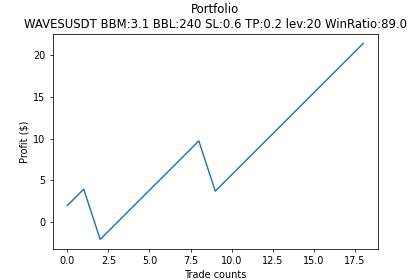 Portfolio
WAVESUSDT BBM:3.1 BBL:240 SL:0.6 TP:0.2 lev:20 WinRatio:89.0
Profit ($)
20
15
10
5
0
0.0 2.5 5.0 7.5 10.0 12.5 15.0 17.5
Trade counts